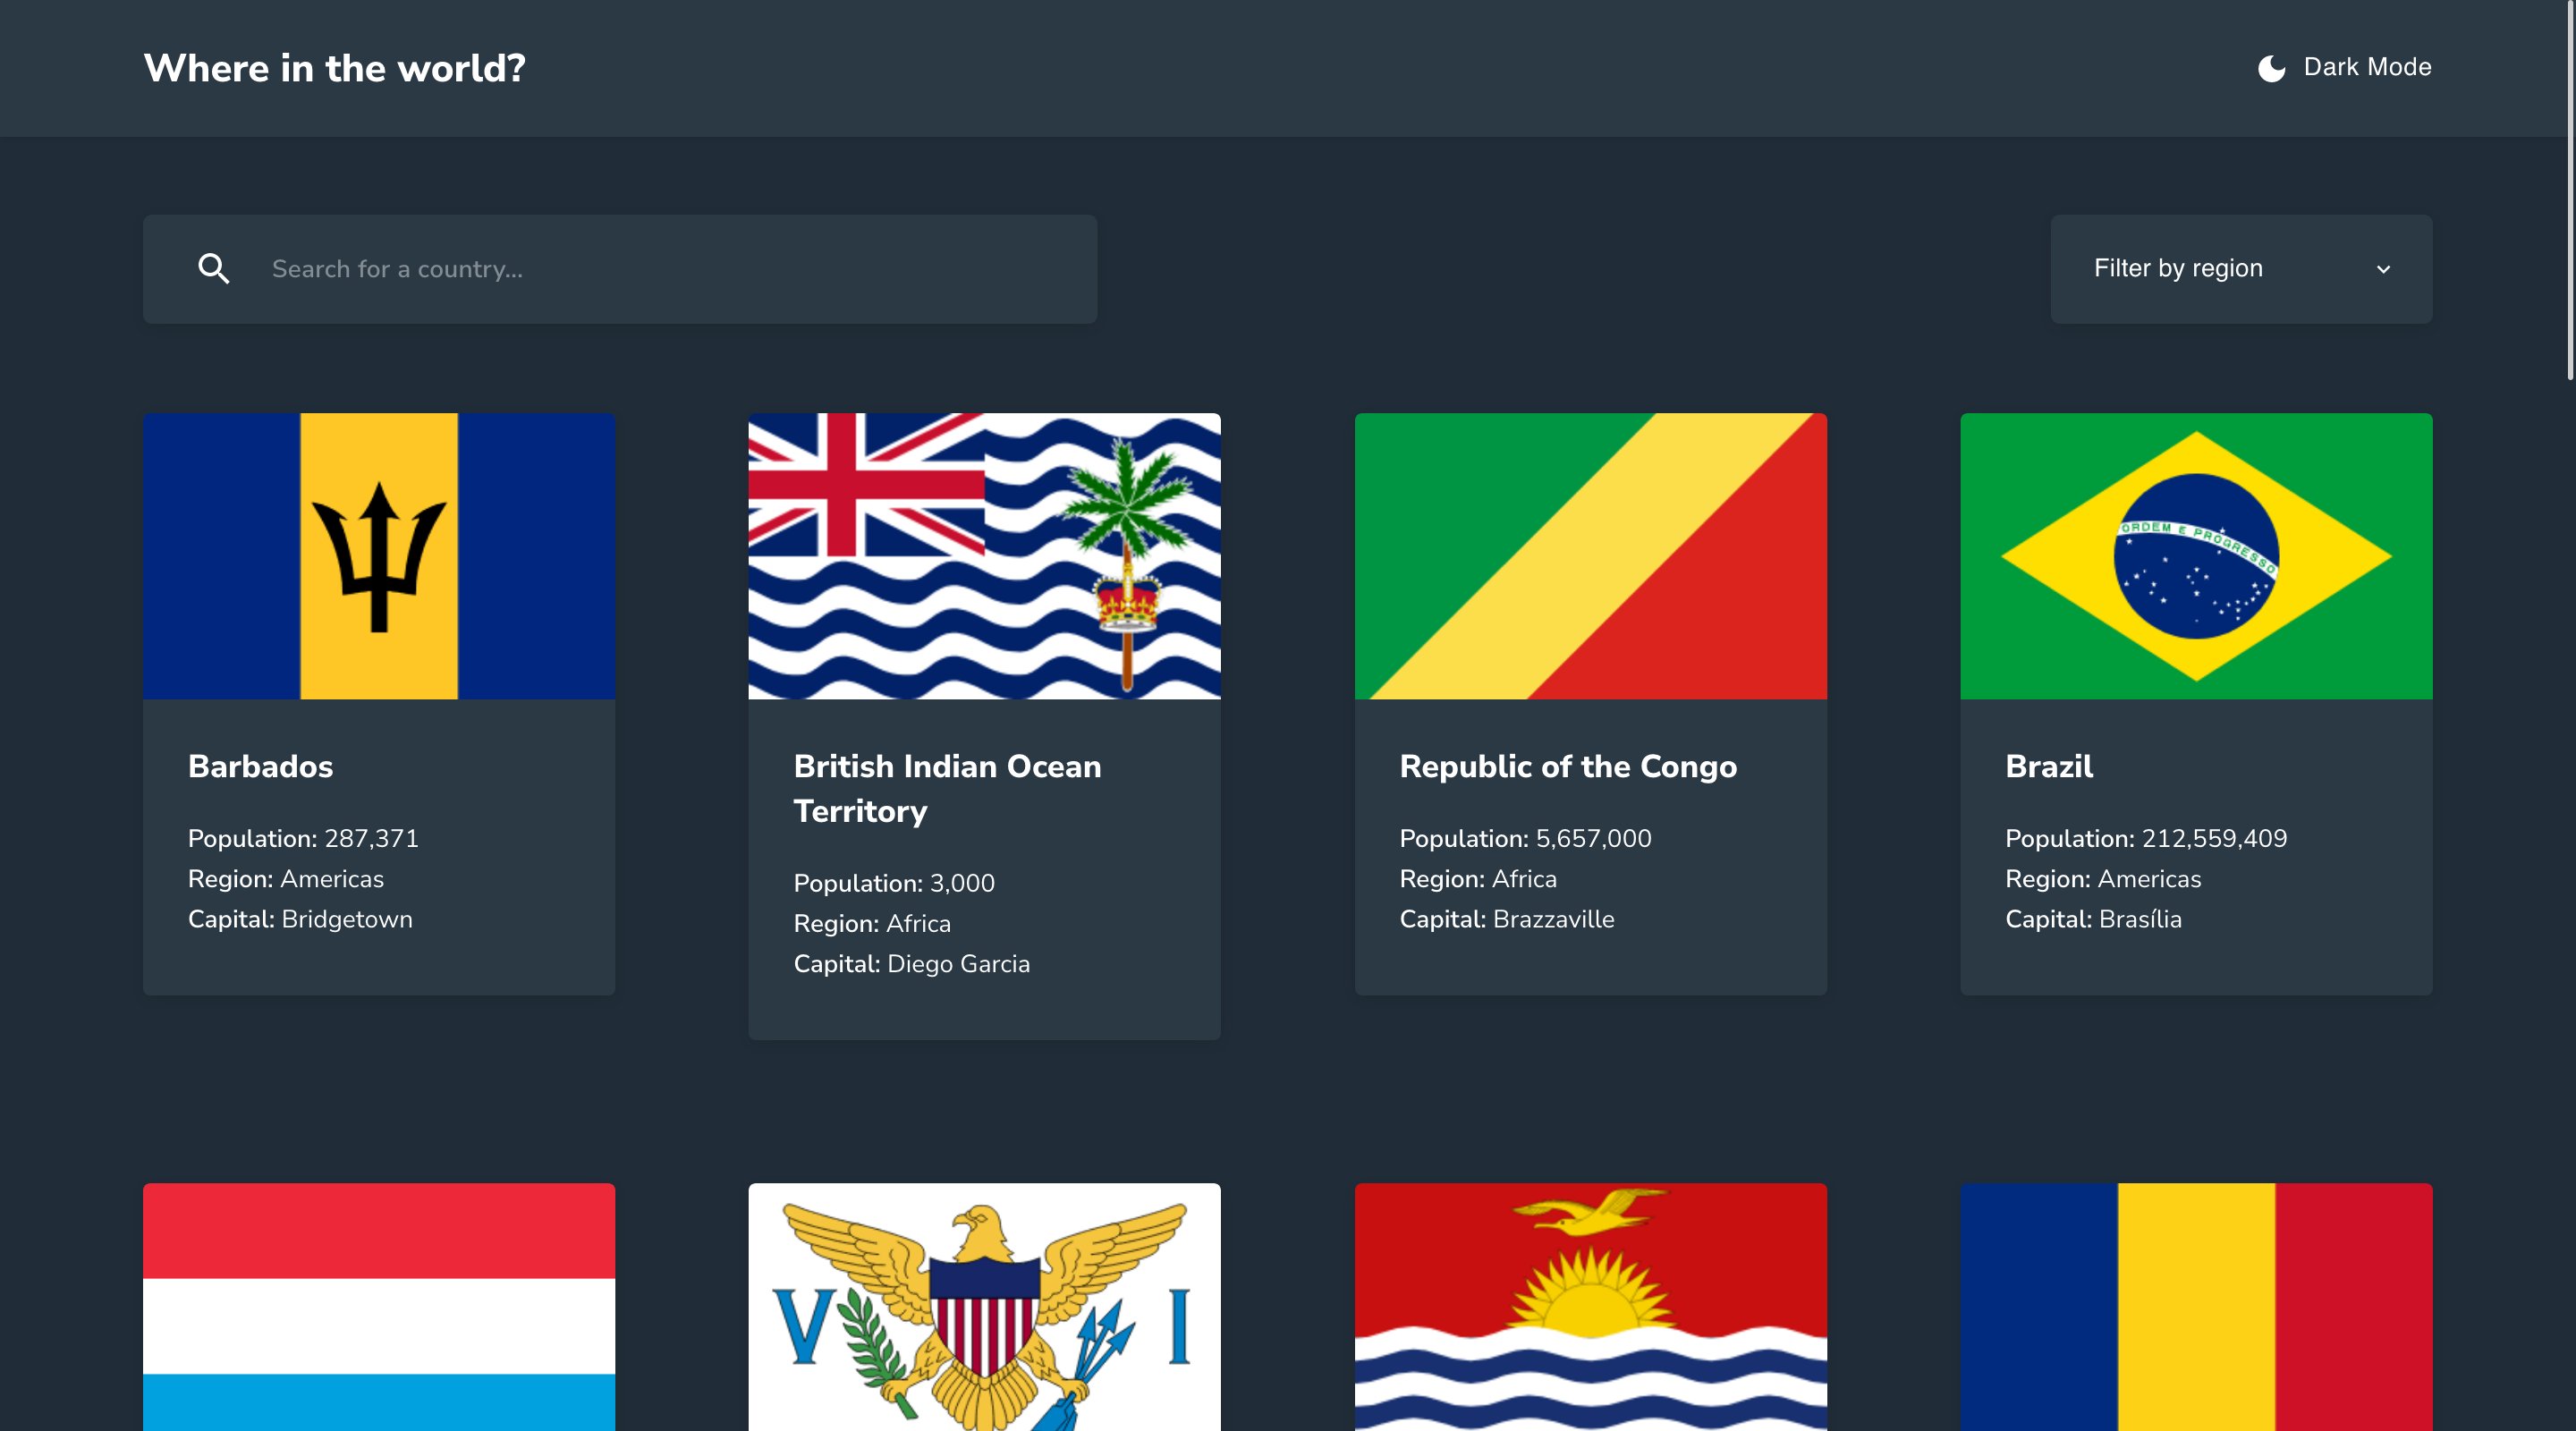 Where in the world?
Dark Mode
Search for a country...
Filter by region
ORDEM E PROGRESSO
Barbados
Population: 287,371
Region: Americas
Capital: Bridgetown
British Indian Ocean
Territory
Population: 3,000
Region: Africa
Capital: Diego Garcia
Republic of the Congo
Population: 5,657,000
Region: Africa
Capital: Brazzaville
Brazil
Population: 212,559,409
Region: Americas
Capital: Brasília
V I